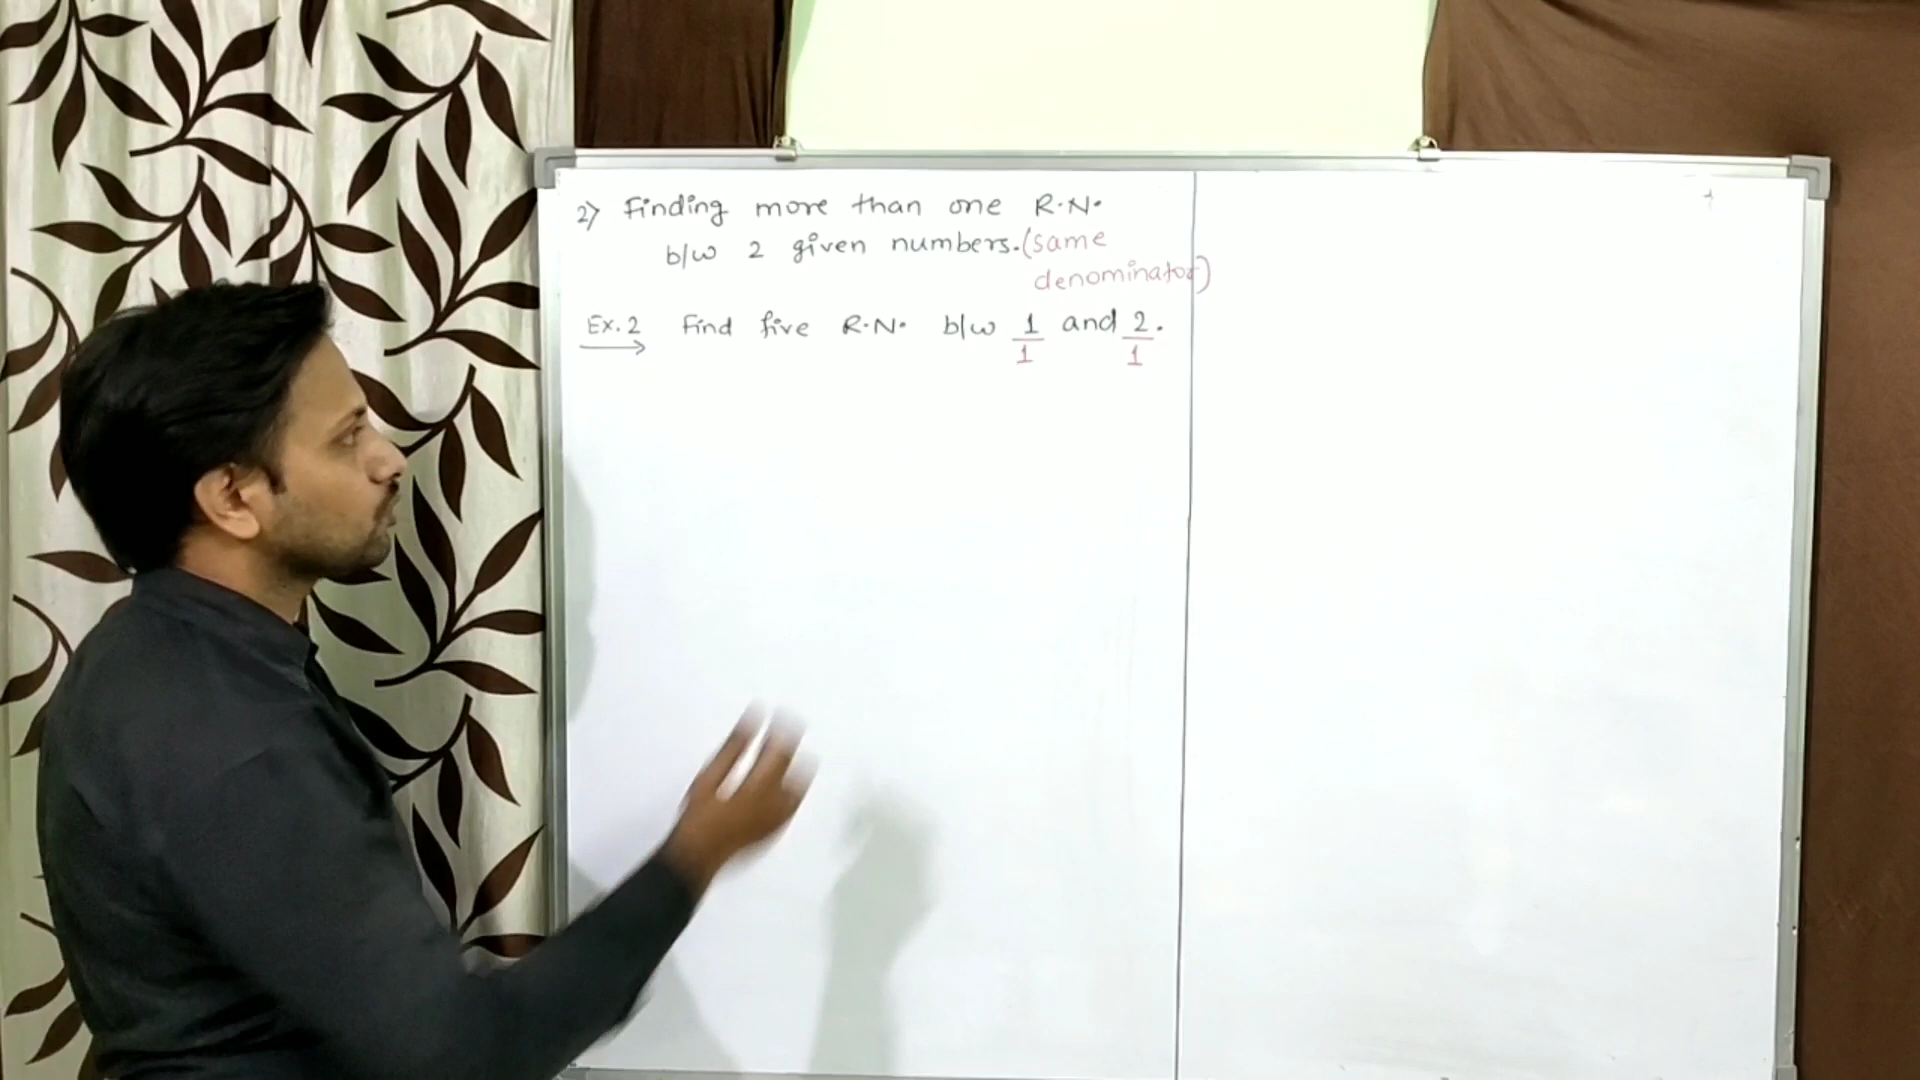 2) Finding more than one R.N.
b/w 2 given numbers. (same
denominator)
Ex. 2 Find five R.N. b/w 1/1 and 2/1.